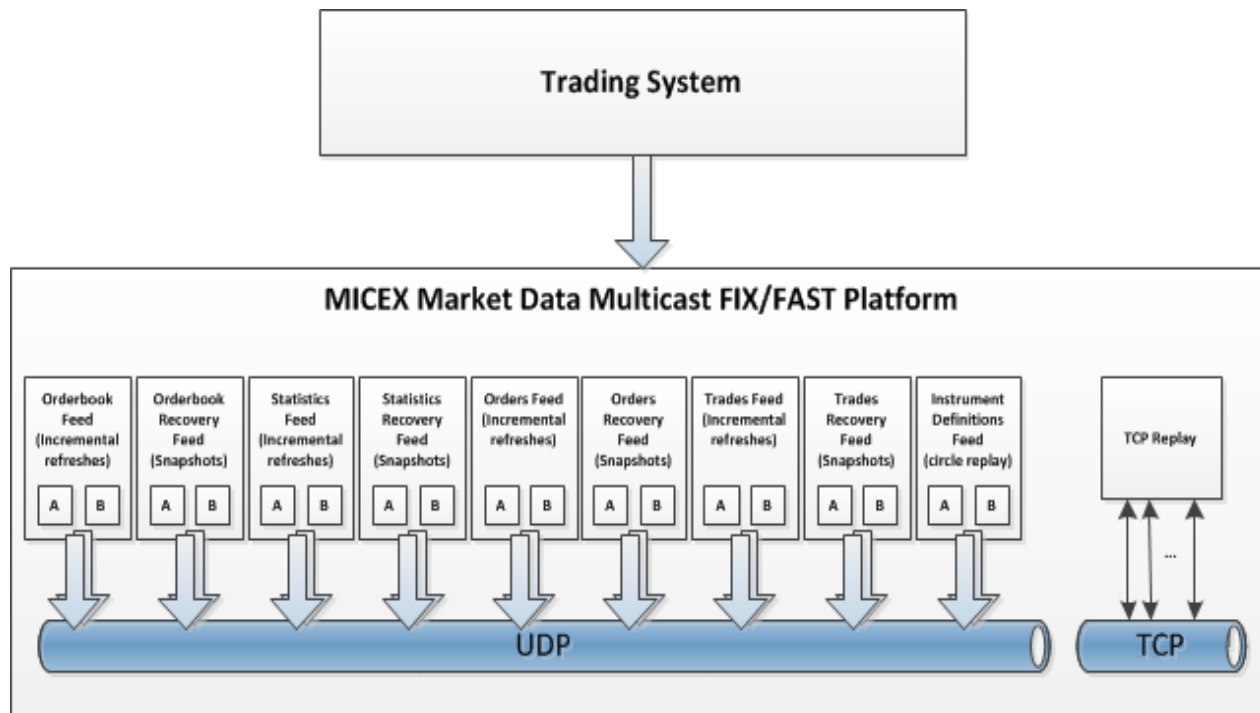 Trading System
MICEX Market Data Multicast FIX/FAST Platform
Orderbook
Feed
(Incremental
refreshes)
A B
Orderbook
Recovery
Feed
(Snapshots)
A B
Statistics
Feed
(Incremental
refreshes)
A B
Statistics
Recovery
Feed
(Snapshots)
A B
Orders Feed
(Incremental
refreshes)
A B
Orders
Recovery
Feed
(Snapshots)
A B
Trades Feed
(Incremental
refreshes)
A B
Trades
Recovery
Feed
(Snapshots)
A B
Instrument
Definitions
Feed
(circle replay)
A B
TCP Replay
...
UDP
TCP